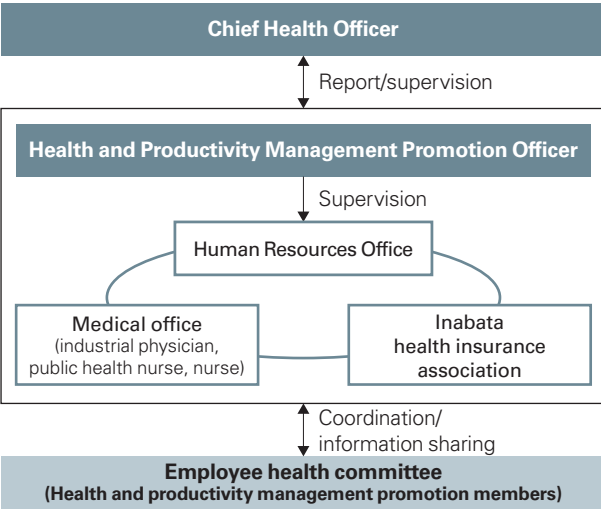 Chief Health Officer
Report/supervision
Health and Productivity Management Promotion Officer
Supervision
Human Resources Office
Medical office
(industrial physician,
public health nurse, nurse)
Inabata
health insurance
association
Coordination/
information sharing
Employee health committee
(Health and productivity management promotion members)